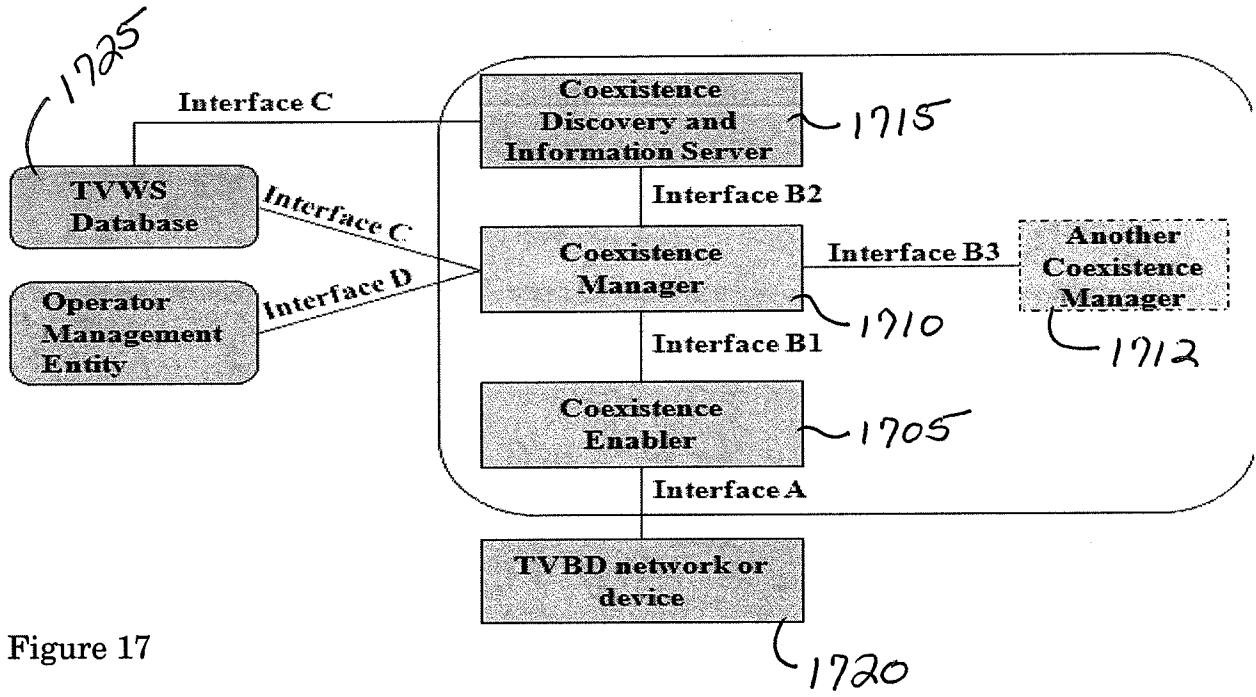 1725
Interface C
Coexistence
Discovery and
Information Server
1715
TVWS
Database
Interface C
Interface B2
Coexistence
Manager
1710
Interface B3
Another
Coexistence
Manager
1712
Operator
Management
Entity
Interface D
Interface B1
Coexistence
Enabler
1705
Interface A
TVBD network or
device
1720
Figure 17